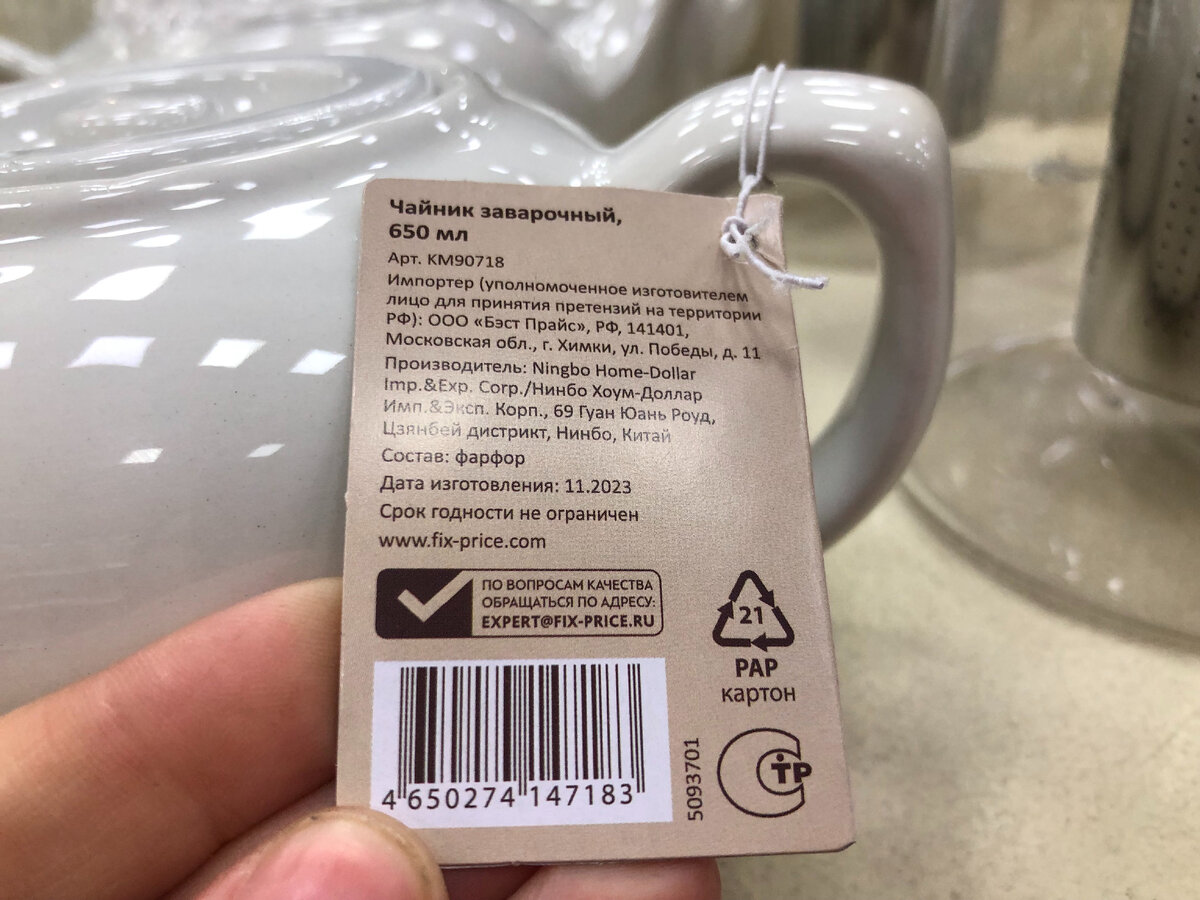 Чайник заварочный,
650 мл
Арт. KM90718
Импортер (уполномоченное изготовителем
лицо для принятия претензий на территории
РФ): ООО «Бэст Прайс», РФ, 141401,
Московская обл., г. Химки, ул. Победы, д. 11
Производитель: Ningbo Home-Dollar
Imp.&Exp. Corp./Нинбо Хоум-Доллар
Имп.&Эксп. Корп., 69 Гуан Юань Роуд,
Цзянбей дистрикт, Нинбо, Китай
Состав: фарфор
Дата изготовления: 11.2023
Срок годности не ограничен
www.fix-price.com
ПО ВОПРОСАМ КАЧЕСТВА
ОБРАЩАТЬСЯ ПО АДРЕСУ:
EXPERT@FIX-PRICE.RU
21
PAP
картон
4 650274 147183
5093701
СТР